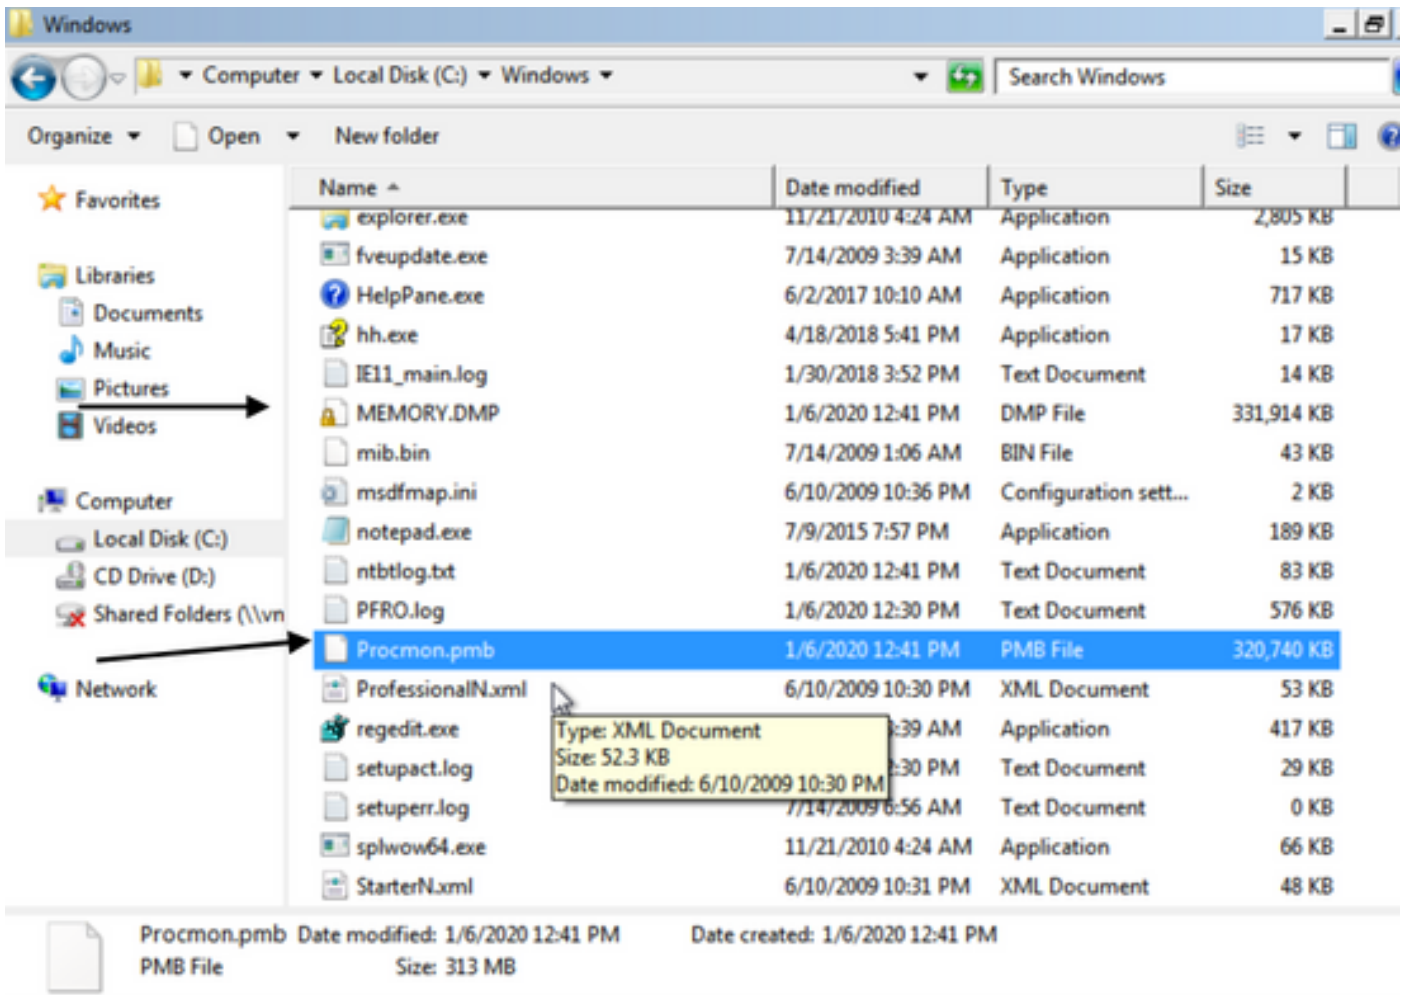 Windows
Computer Local Disk (C:) Windows Search Windows
Organize Open New folder
Name Date modified Type Size
Favorites
Libraries
Documents
Music
Pictures
Videos
Computer
Local Disk (C:)
CD Drive (D:)
Shared Folders (\\vn
Network
explorer.exe 11/21/2010 4:24 AM Application 2,805 KB
fveupdate.exe 7/14/2009 3:39 AM Application 15 KB
HelpPane.exe 6/2/2017 10:10 AM Application 717 KB
hh.exe 4/18/2018 5:41 PM Application 17 KB
IE11_main.log 1/30/2018 3:52 PM Text Document 14 KB
MEMORY.DMP 1/6/2020 12:41 PM DMP File 331,914 KB
mib.bin 7/14/2009 1:06 AM BIN File 43 KB
msdfmap.ini 6/10/2009 10:36 PM Configuration sett... 2 KB
notepad.exe 7/9/2015 7:57 PM Application 189 KB
ntbtlog.txt 1/6/2020 12:41 PM Text Document 83 KB
PFRO.log 1/6/2020 12:30 PM Text Document 576 KB
Procmon.pmb 1/6/2020 12:41 PM PMB File 320,740 KB
ProfessionalN.xml 6/10/2009 10:30 PM XML Document 53 KB
regedit.exe :39 AM Application 417 KB
setupact.log :30 PM Text Document 29 KB
setuperr.log 7/14/2009 6:56 AM Text Document 0 KB
splwow64.exe 11/21/2010 4:24 AM Application 66 KB
StarterN.xml 6/10/2009 10:31 PM XML Document 48 KB
Type: XML Document
Size: 52.3 KB
Date modified: 6/10/2009 10:30 PM
Procmon.pmb Date modified: 1/6/2020 12:41 PM Date created: 1/6/2020 12:41 PM
PMB File Size: 313 MB